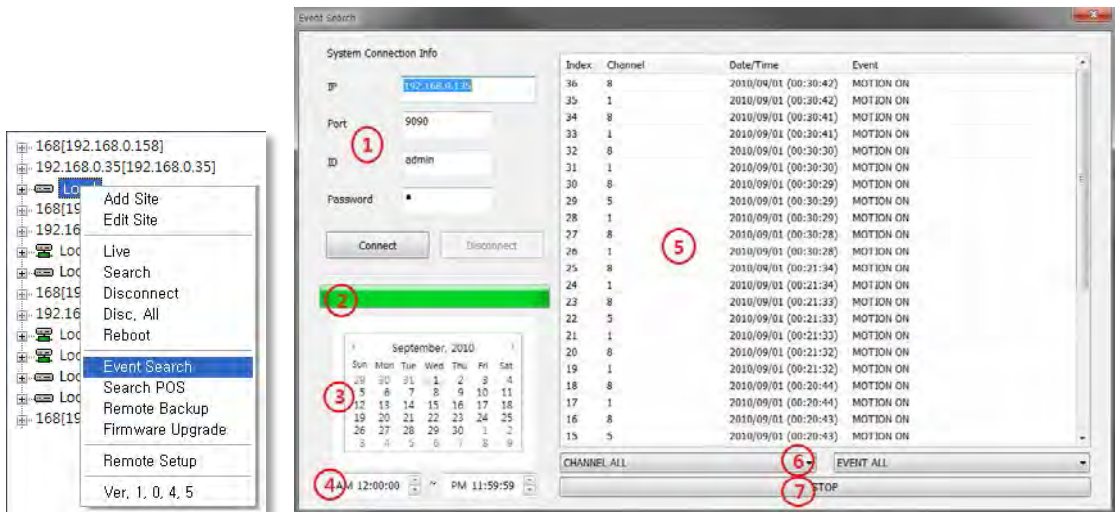 168[192.168.0.158]
192.168.0.35[192.168.0.35]
168[19
192.16
Loc
Loc
168[19
192.16
Loc
Loc
Loc
Loc
168[19
Add Site
Edit Site
Live
Search
Disconnect
Disc. All
Reboot
Event Search
Search POS
Remote Backup
Firmware Upgrade
Remote Setup
Ver. 1, 0, 4, 5
Event Search
System Connection Info
IP 192.168.0.135
Port 9090
1
ID admin
Password •
Connect Disconnect
2
September, 2010
Sun Mon Tue Wed Thu Fri Sat
29 30 31 1 2 3 4
5 6 7 8 9 10 11
12 13 14 15 16 17 18
19 20 21 22 23 24 25
26 27 28 29 30 1 2
3 4 5 6 7 8 9
3
4
AM 12:00:00 ~ PM 11:59:59
Index Channel Date/Time Event
36 8 2010/09/01 (00:30:42) MOTION ON
35 1 2010/09/01 (00:30:42) MOTION ON
34 8 2010/09/01 (00:30:41) MOTION ON
33 1 2010/09/01 (00:30:41) MOTION ON
32 8 2010/09/01 (00:30:30) MOTION ON
31 1 2010/09/01 (00:30:30) MOTION ON
30 8 2010/09/01 (00:30:29) MOTION ON
29 5 2010/09/01 (00:30:29) MOTION ON
28 1 2010/09/01 (00:30:29) MOTION ON
27 8 2010/09/01 (00:30:28) MOTION ON
26 1 2010/09/01 (00:30:28) MOTION ON
25 8 2010/09/01 (00:21:34) MOTION ON
24 1 2010/09/01 (00:21:34) MOTION ON
23 8 2010/09/01 (00:21:33) MOTION ON
22 5 2010/09/01 (00:21:33) MOTION ON
21 1 2010/09/01 (00:21:33) MOTION ON
20 8 2010/09/01 (00:21:32) MOTION ON
19 1 2010/09/01 (00:21:32) MOTION ON
18 8 2010/09/01 (00:20:44) MOTION ON
17 1 2010/09/01 (00:20:44) MOTION ON
16 8 2010/09/01 (00:20:43) MOTION ON
15 5 2010/09/01 (00:20:43) MOTION ON
5
CHANNEL ALL 6 EVENT ALL
7 STOP